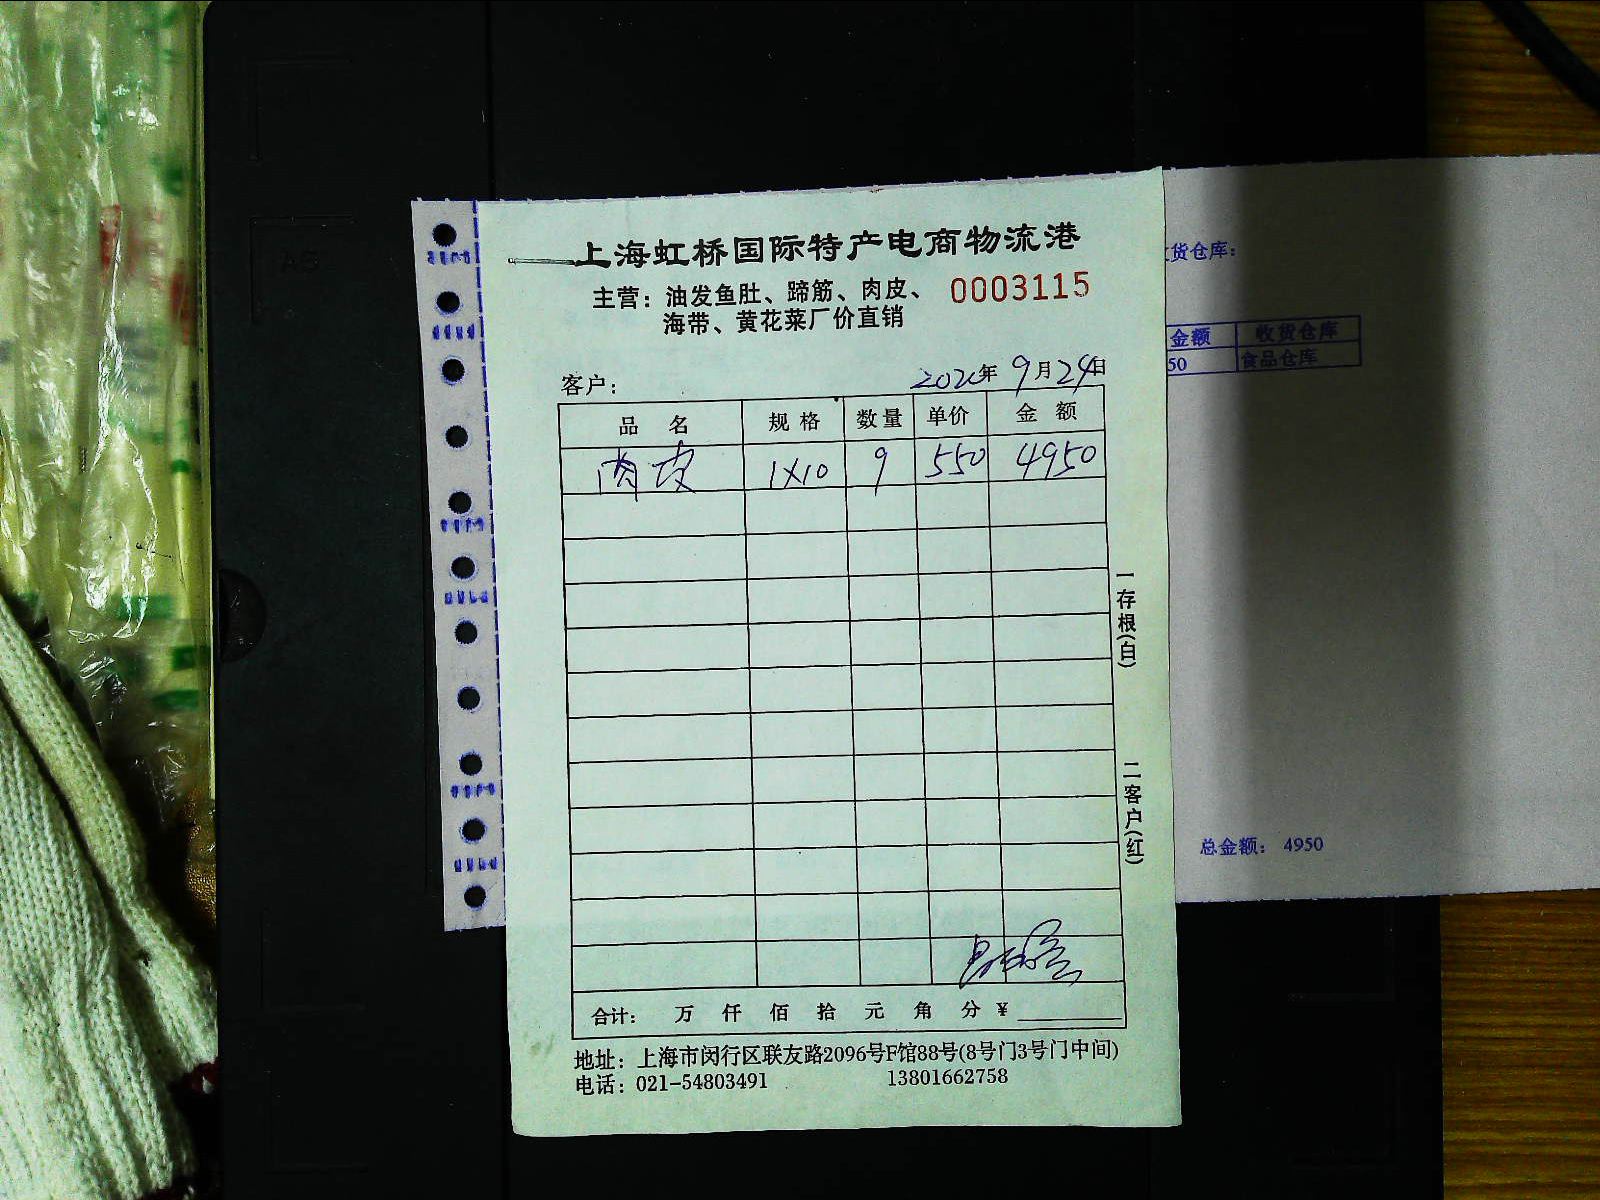 上海虹桥国际特产电商物流港
主营：油发鱼肚、蹄筋、肉皮、 0003115
海带、黄花菜厂价直销
客户： 2020年 9月24日
品名 规格 数量 单价 金额
肉皮 1X10 9 550 4950
合计： 万 仟 佰 拾 元 角 分 ¥
地址：上海市闵行区联友路2096号F馆88号(8号门3号门中间)
电话：021-54803491 13801662758
一存根(白)
二客户(红)
货仓库：
金额 收货仓库
50 食品仓库
总金额： 4950
A5